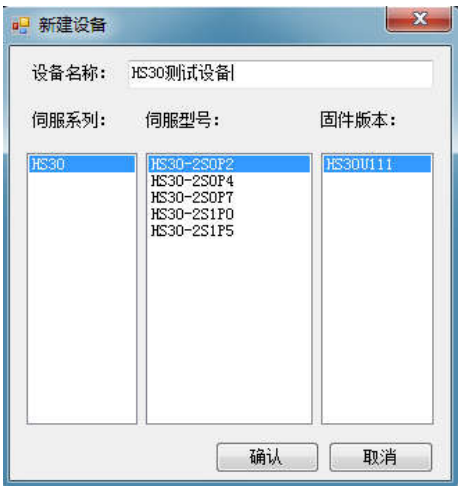 新建设备
设备名称： HS30测试设备
伺服系列： 伺服型号： 固件版本：
HS30 HS30-2S0P2 HS30U111
HS30-2S0P4
HS30-2S0P7
HS30-2S1P0
HS30-2S1P5
确认 取消